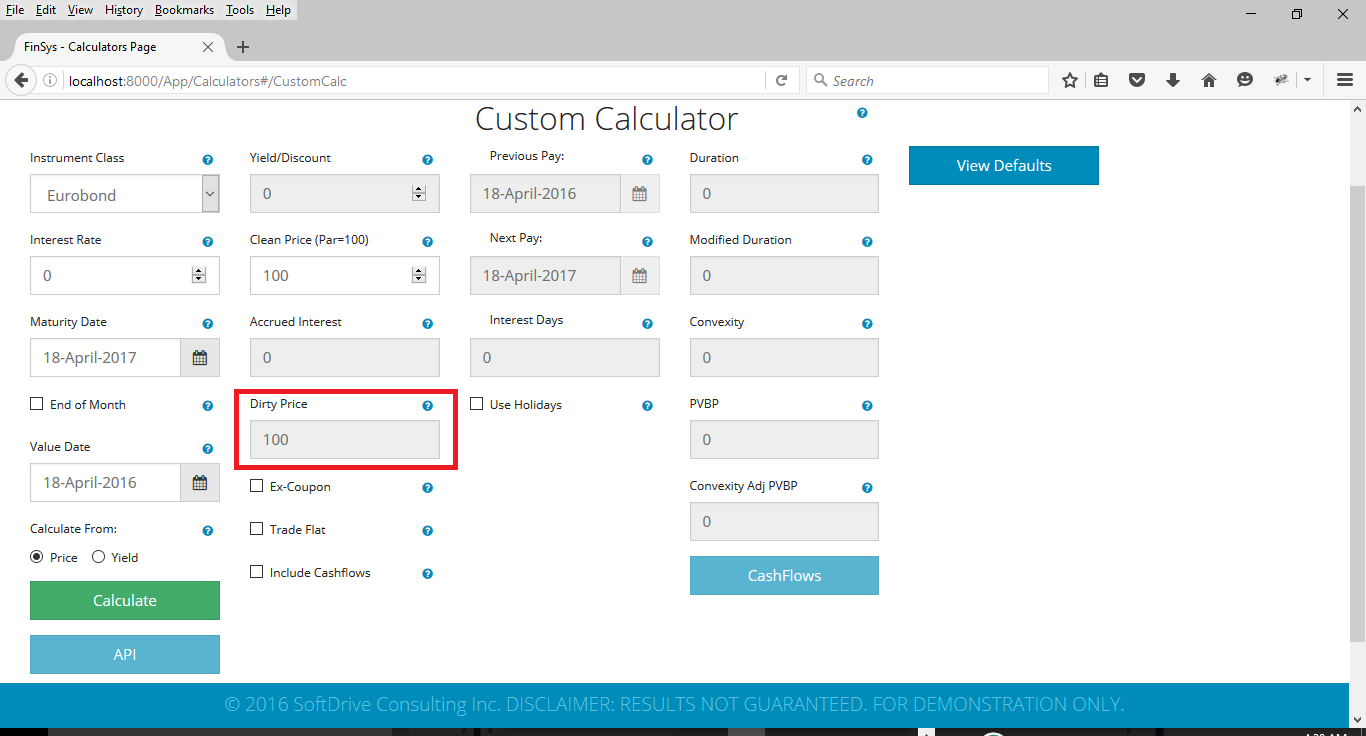 File Edit View History Bookmarks Tools Help
FinSys - Calculators Page
localhost:8000/App/Calculators#/CustomCalc
Search
Custom Calculator
Instrument Class
Eurobond
Interest Rate
0
Maturity Date
18-April-2017
End of Month
Value Date
18-April-2016
Calculate From:
Price Yield
Calculate
API
Yield/Discount
0
Clean Price (Par=100)
100
Accrued Interest
0
Dirty Price
100
Ex-Coupon
Trade Flat
Include Cashflows
Previous Pay:
18-April-2016
Next Pay:
18-April-2017
Interest Days
0
Use Holidays
Duration
0
Modified Duration
0
Convexity
0
PVBP
0
Convexity Adj PVBP
0
CashFlows
View Defaults
© 2016 SoftDrive Consulting Inc. DISCLAIMER: RESULTS NOT GUARANTEED. FOR DEMONSTRATION ONLY.